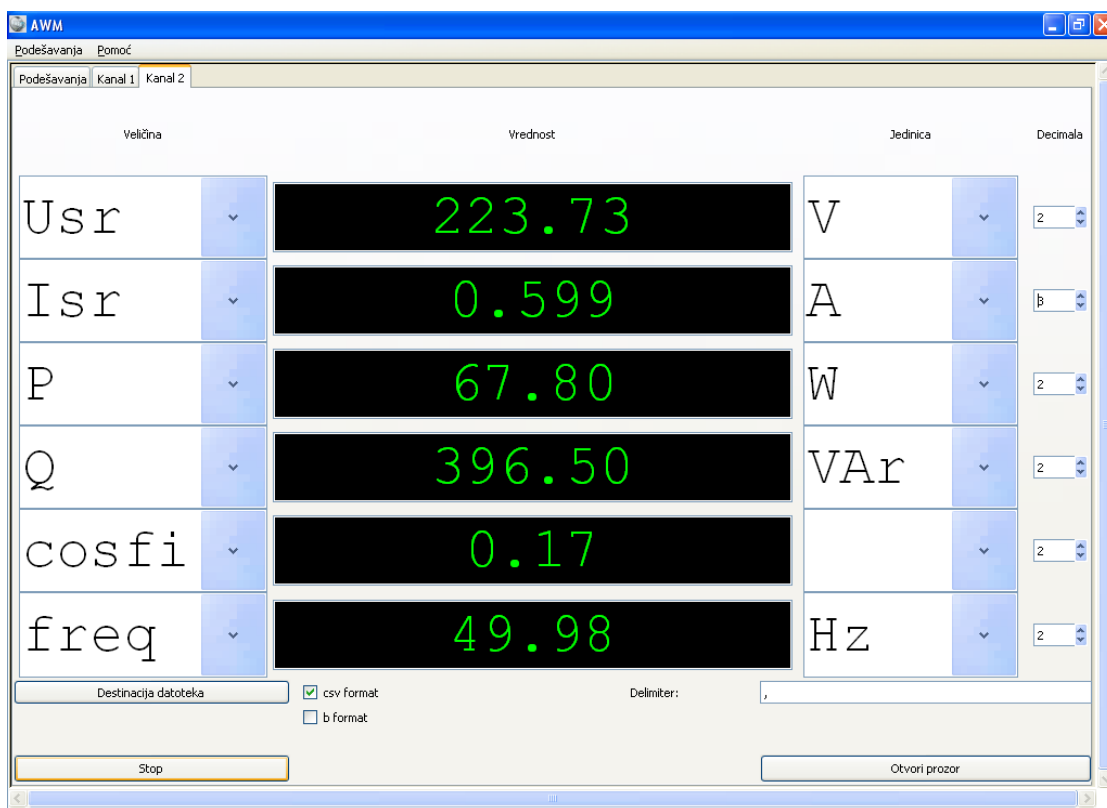 AWM
Podešavanja Pomoć
Podešavanja Kanal 1 Kanal 2
Veličina Vrednost Jedinica Decimala
Usr 223.73 V 2
Isr 0.599 A 3
P 67.80 W 2
Q 396.50 VAr 2
cosfi 0.17 2
freq 49.98 Hz 2
Destinacija datoteka csv format Delimiter: ,
b format
Stop Otvori prozor